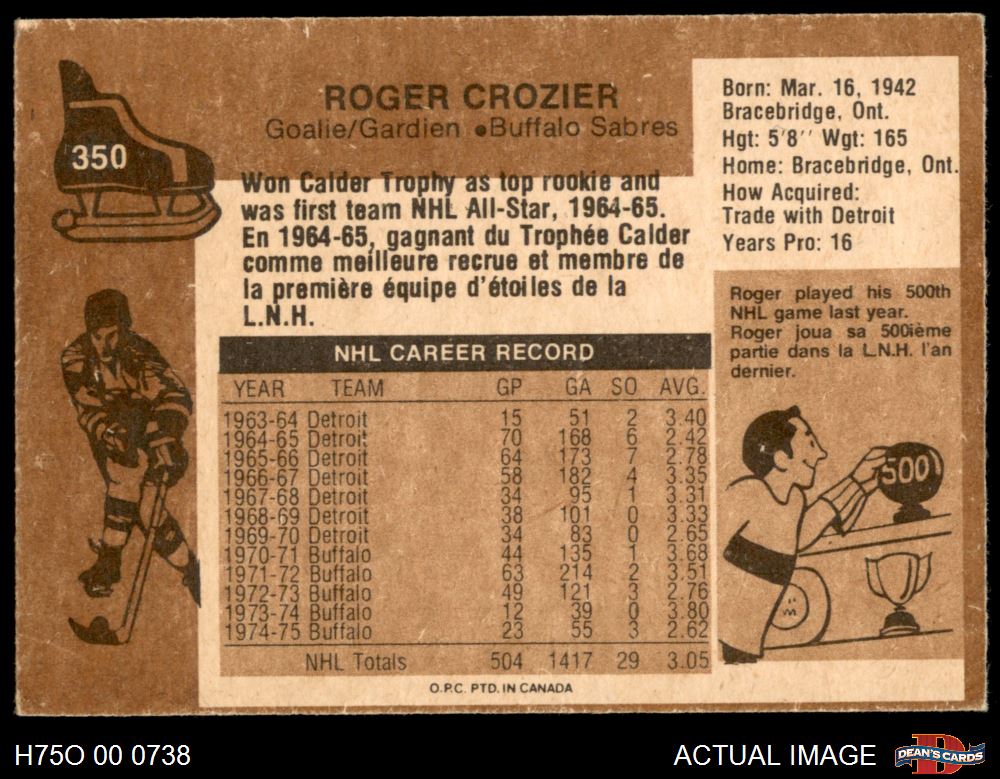 350
ROGER CROZIER
Goalie/Gardien •Buffalo Sabres
Won Calder Trophy as top rookie and
was first team NHL All-Star, 1964-65.
En 1964-65, gagnant du Trophée Calder
comme meilleure recrue et membre de
la première équipe d'étoiles de la
L.N.H.
Born: Mar. 16, 1942
Bracebridge, Ont.
Hgt: 5'8'' Wgt: 165
Home: Bracebridge, Ont.
How Acquired:
Trade with Detroit
Years Pro: 16
Roger played his 500th
NHL game last year.
Roger joua sa 500ième
partie dans la L.N.H. l'an
dernier.
500
NHL CAREER RECORD
YEAR TEAM GP GA SO AVG.
1963-64 Detroit 15 51 2 3.40
1964-65 Detroit 70 168 6 2.42
1965-66 Detroit 64 173 7 2.78
1966-67 Detroit 58 182 4 3.35
1967-68 Detroit 34 95 1 3.31
1968-69 Detroit 38 101 0 3.33
1969-70 Detroit 34 83 0 2.65
1970-71 Buffalo 44 135 1 3.68
1971-72 Buffalo 63 214 2 3.51
1972-73 Buffalo 49 121 3 2.76
1973-74 Buffalo 12 39 0 3.80
1974-75 Buffalo 23 55 3 2.62
NHL Totals 504 1417 29 3.05
O.P.C. PTD. IN CANADA
H75O 00 0738
ACTUAL IMAGE
DEAN'S CARDS